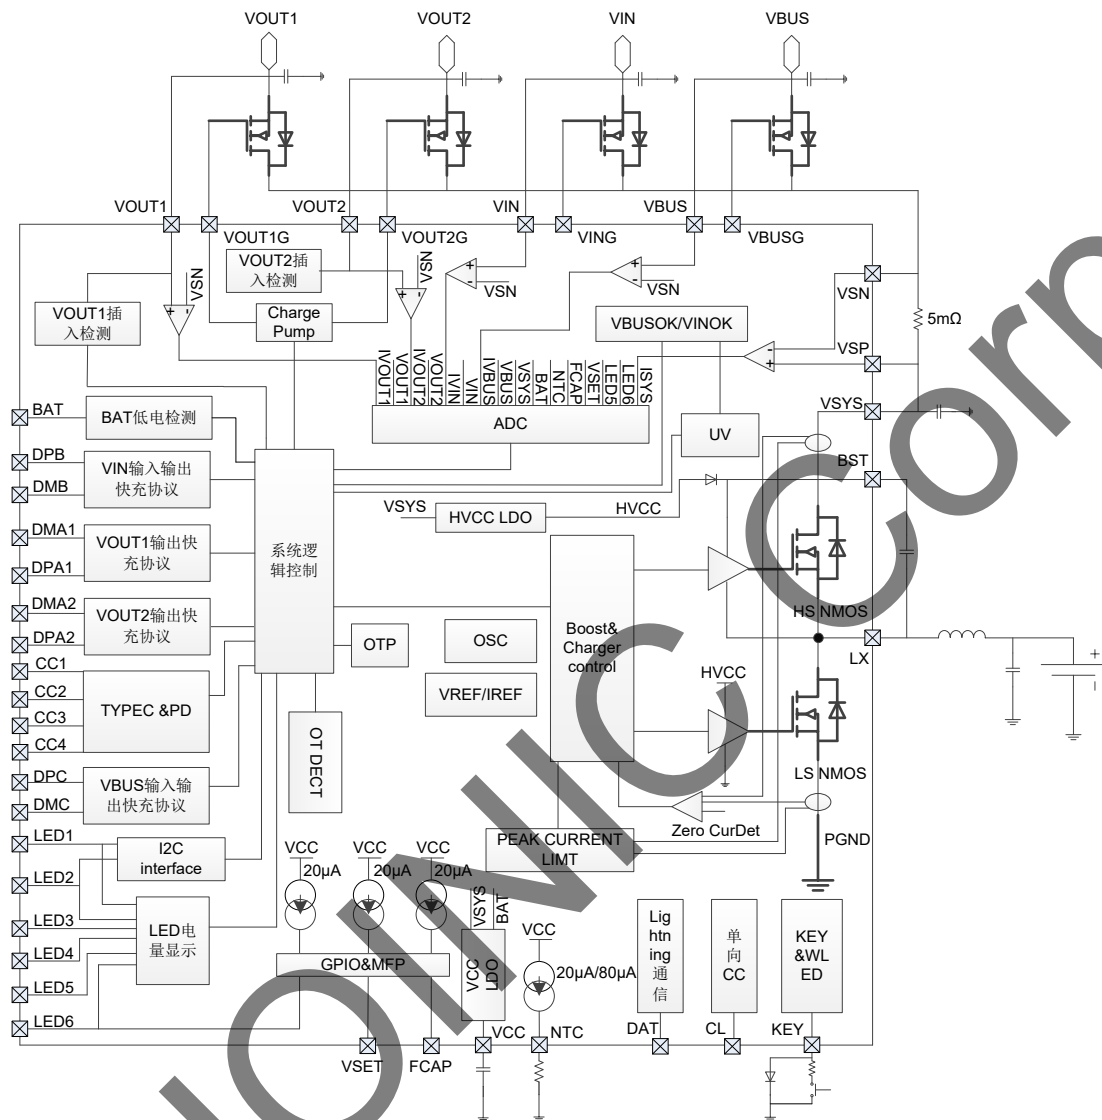 VOUT1
VOUT2
VIN
VBUS
VOUT1
VOUT2
VIN
VBUS
VOUT1G
VOUT2G
VING
VBUSG
VOUT2插
入检测
VSN
VSN
VSN
VSN
VOUT1插
入检测
Charge
Pump
VBUSOK/VINOK
VSN
5mΩ
VSP
IVOUT1
VOUT1
IVOUT2
VOUT2
IVIN
VIN
IVBUS
VBUS
VSYS
BAT
NTC
FCAP
VSET
LED5
LED6
ISYS
VSYS
BAT
BAT低电检测
ADC
UV
BST
DPB
VIN输入输出
快充协议
DMB
VSYS
HVCC LDO
HVCC
DMA1
VOUT1输出快
充协议
DPA1
系统逻
辑控制
DMA2
VOUT2输出快
充协议
DPA2
OTP
OSC
Boost&
Charger
control
HS NMOS
LX
+
-
CC1
CC2
CC3
CC4
TYPEC &PD
VREF/IREF
HVCC
OT DECT
LS NMOS
DPC
VBUS输入输
出快充协议
DMC
Zero CurDet
PGND
LED1
I2C
interface
PEAK CURRENT
LIMT
LED2
VCC
VCC
VCC
20μA
20μA
20μA
LED3
LED4
LED5
LED6
LED电
量显示
VSYS
BAT
VCC
LDO
VCC
20μA/80μA
GPIO&MFP
Lig
htn
ing
通
信
单
向
CC
KEY
&WL
ED
VSET
FCAP
VCC
NTC
DAT
CL
KEY